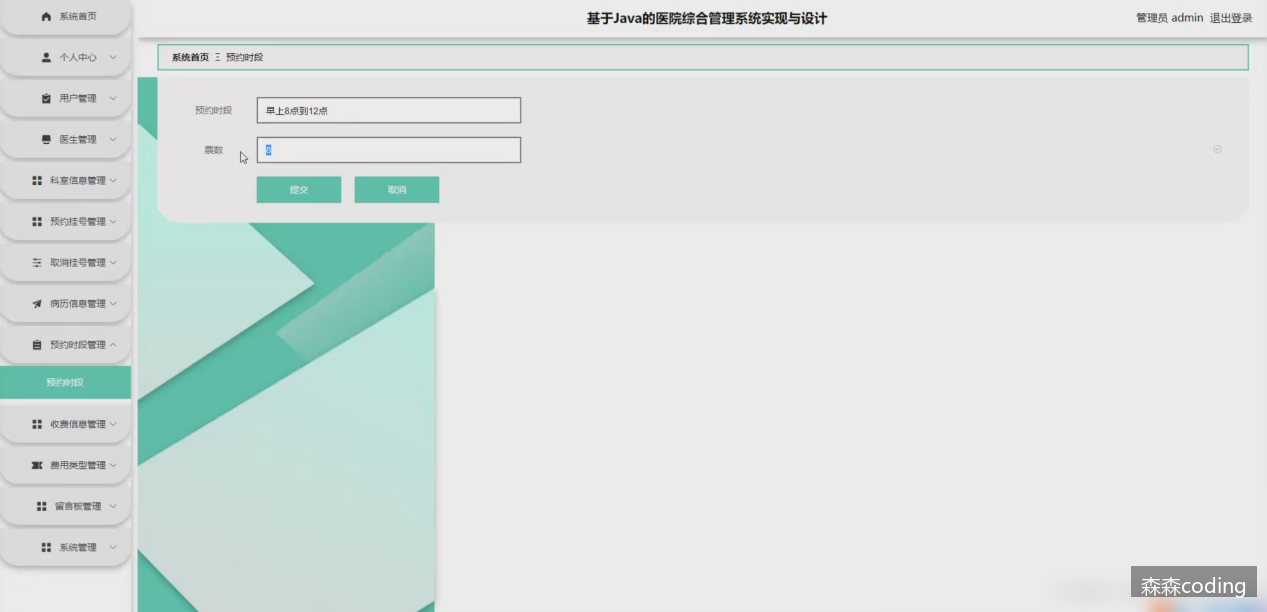 基于Java的医院综合管理系统实现与设计
管理员 admin 退出登录
系统首页
个人中心
用户管理
医生管理
科室信息管理
预约挂号管理
取消挂号管理
病历信息管理
预约时段管理
预约时段
收费信息管理
费用类型管理
留言板管理
系统管理
系统首页 Ξ 预约时段
预约时段 早上8点到12点
票数 8
提交 取消
森森coding